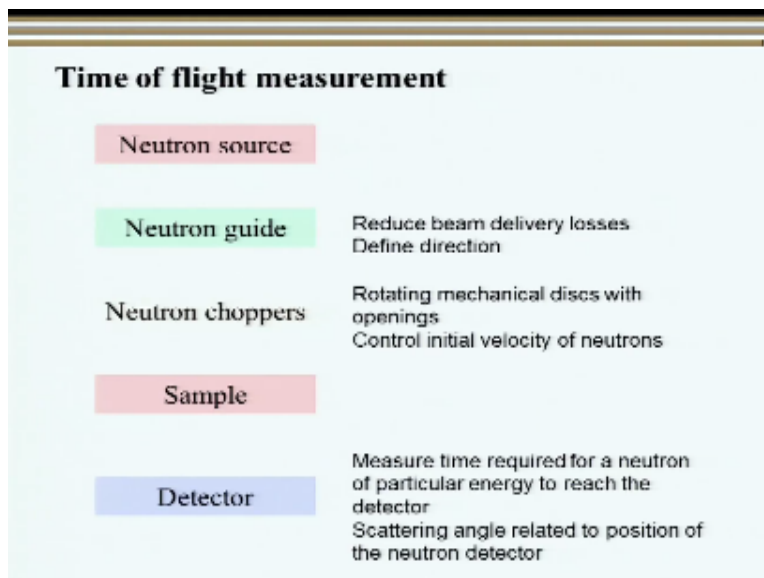 Time of flight measurement
Neutron source
Neutron guide
Reduce beam delivery losses
Define direction
Neutron choppers
Rotating mechanical discs with
openings
Control initial velocity of neutrons
Sample
Detector
Measure time required for a neutron
of particular energy to reach the
detector
Scattering angle related to position of
the neutron detector